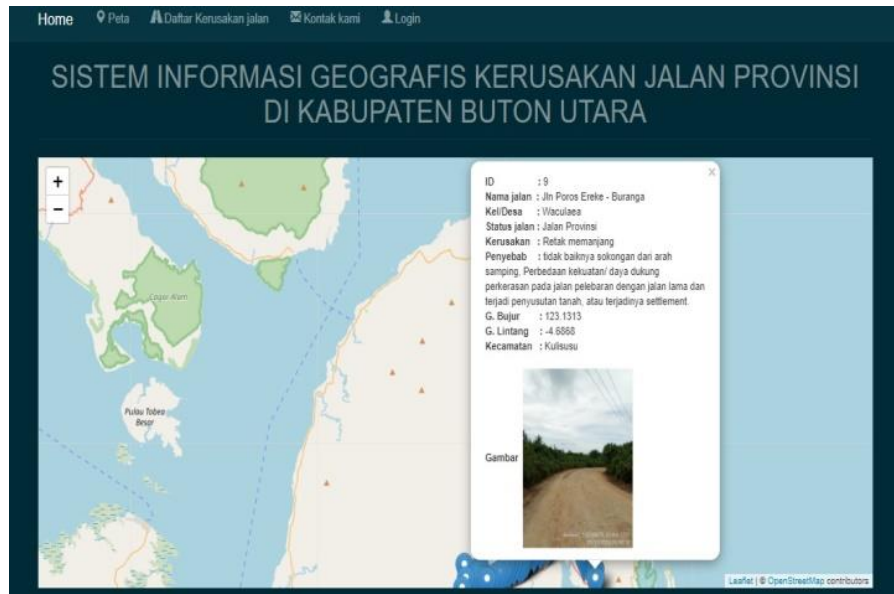 Home Peta Daftar Kerusakan jalan Kontak kami Login
SISTEM INFORMASI GEOGRAFIS KERUSAKAN JALAN PROVINSI
DI KABUPATEN BUTON UTARA
+
−
Logar Alam
Pulau Tobea
Besar
x
ID : 9
Nama jalan : Jln Poros Ereke - Buranga
Kel/Desa : Waculaea
Status jalan : Jalan Provinsi
Kerusakan : Retak memanjang
Penyebab : tidak baiknya sokongan dari arah
samping, Perbedaan kekuatan/ daya dukung
perkerasan pada jalan pelebaran dengan jalan lama dan
terjadi penyusutan tanah, atau terjadinya settlement.
G. Bujur : 123.1313
G. Lintang : -4.6868
Kecamatan : Kulisusu
Gambar
Leaflet | © OpenStreetMap contributors